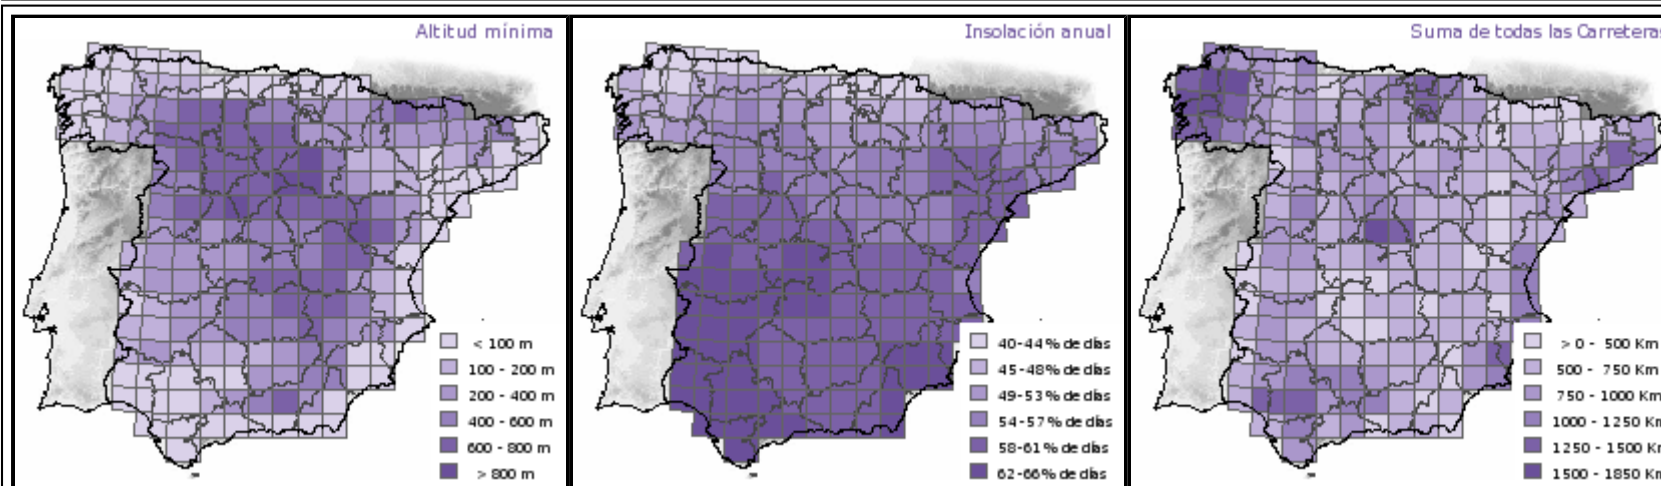 Altitud mínima
< 100 m
100 - 200 m
200 - 400 m
400 - 600 m
600 - 800 m
> 800 m
Insolación anual
40-44% de días
45-48% de días
49-53% de días
54-57% de días
58-61% de días
62-66% de días
Suma de todas las Carreteras
> 0 - 500 Km
500 - 750 Km
750 - 1000 Km
1000 - 1250 Km
1250 - 1500 Km
1500 - 1850 Km